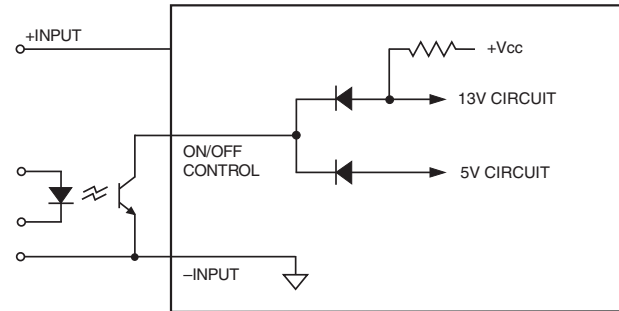 +INPUT
+Vcc
13V CIRCUIT
ON/OFF
CONTROL
5V CIRCUIT
–INPUT